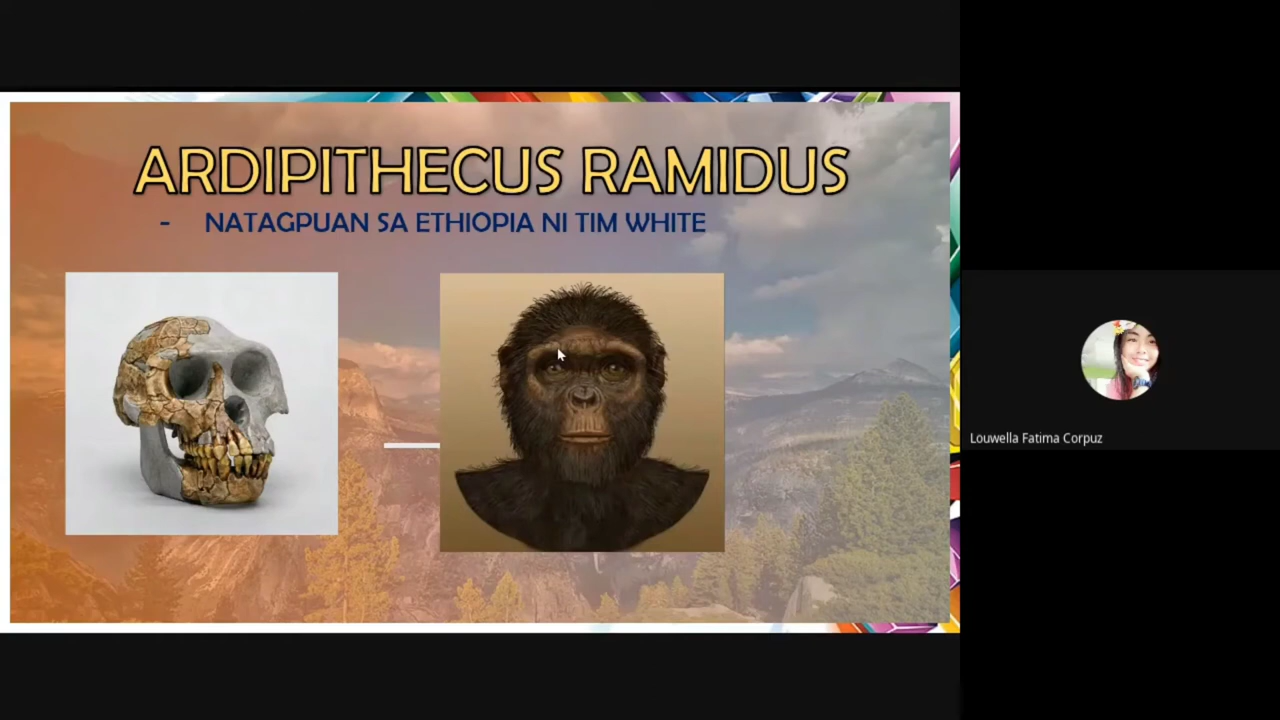 ARDIPITHECUS RAMIDUS
- NATAGPUAN SA ETHIOPIA NI TIM WHITE
Louwella Fatima Corpuz